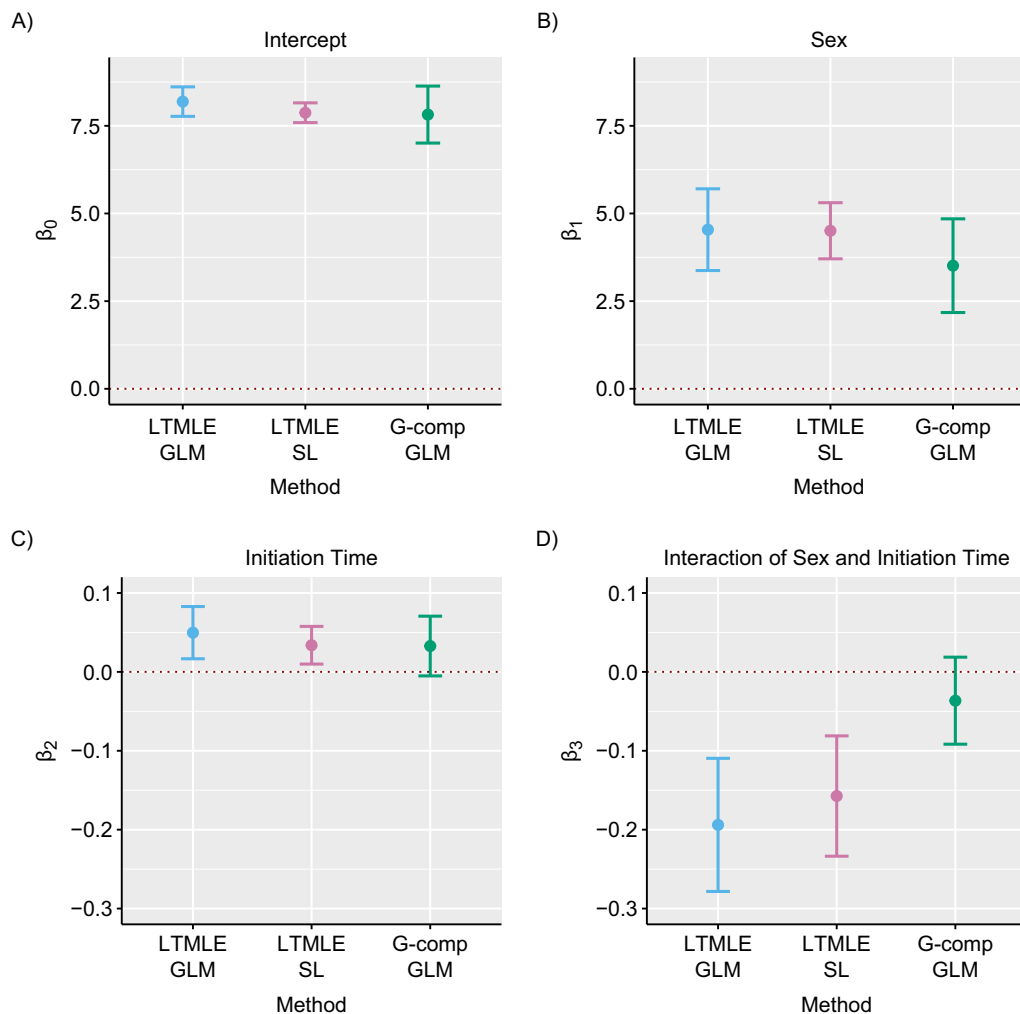 A)
Intercept
7.5
5.0
2.5
0.0
β0
LTMLE GLM
LTMLE SL
G-comp GLM
Method
B)
Sex
7.5
5.0
2.5
0.0
β1
LTMLE GLM
LTMLE SL
G-comp GLM
Method
C)
Initiation Time
0.1
0.0
−0.1
−0.2
−0.3
β2
LTMLE GLM
LTMLE SL
G-comp GLM
Method
D)
Interaction of Sex and Initiation Time
0.1
0.0
−0.1
−0.2
−0.3
β3
LTMLE GLM
LTMLE SL
G-comp GLM
Method